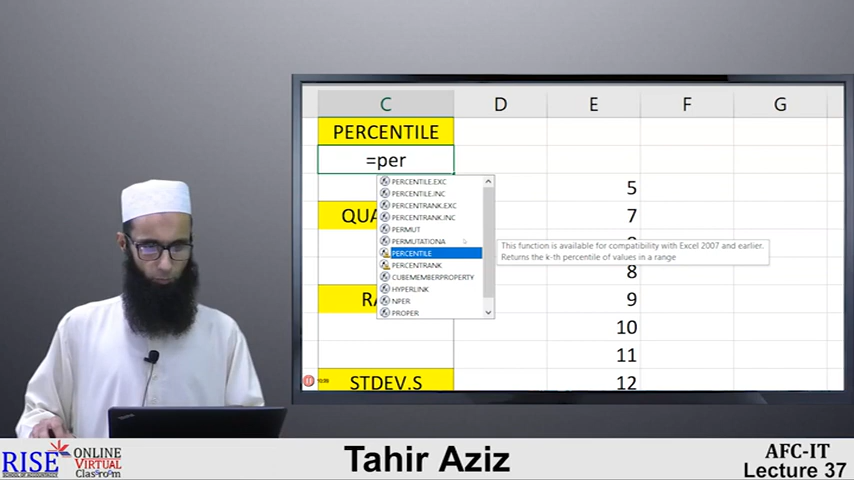 C D E F G
PERCENTILE
=per
PERCENTILE.EXC
PERCENTILE.INC
5
PERCENTRANK.EXC
PERCENTRANK.INC
QUA
7
PERMUT
PERMUTATIONA
PERCENTILE
This function is available for compatibility with Excel 2007 and earlier.
Returns the k-th percentile of values in a range
PERCENTRANK
8
CUBEMEMBERPROPERTY
HYPERLINK
RA
9
NPER
PROPER
10
11
STDEV.S
12
RISE
SCHOOL OF ACCOUNTANCY
ONLINE
VIRTUAL
Classroom
Tahir Aziz
AFC-IT
Lecture 37